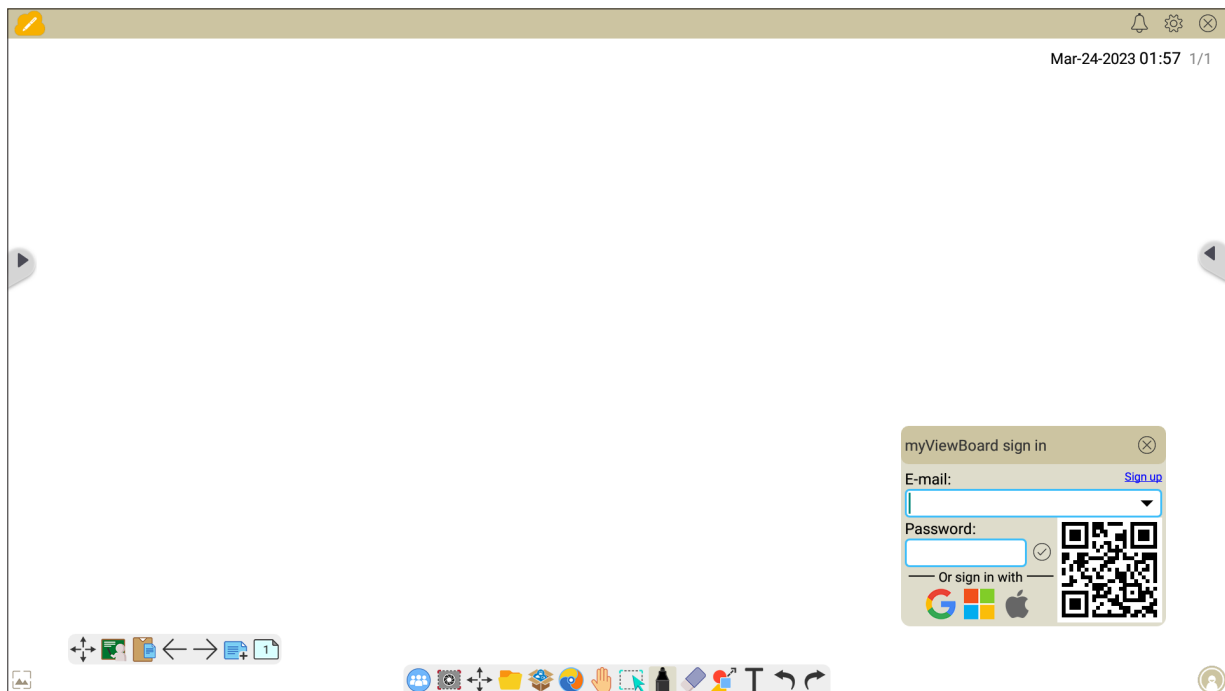 Mar-24-2023 01:57 1/1
myViewBoard sign in
E-mail:
Sign up
Password:
Or sign in with
1
T